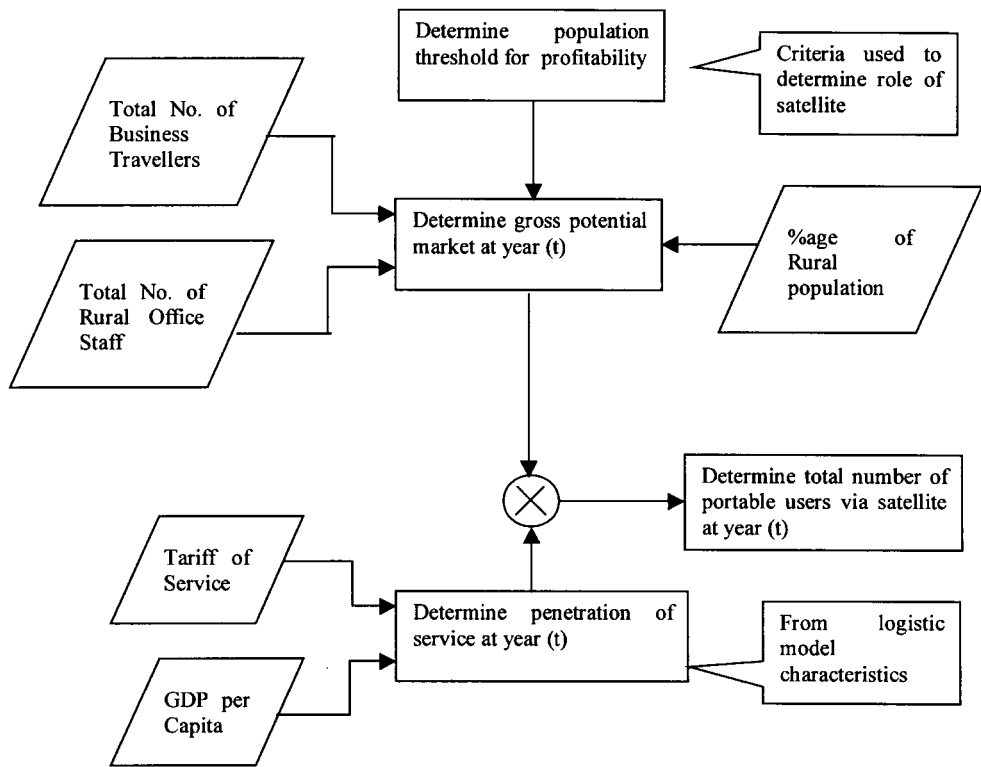 Determine population
threshold for profitability
Criteria used to
determine role of
satellite
Total No. of
Business
Travellers
Determine gross potential
market at year (t)
%age of
Rural
population
Total No. of
Rural Office
Staff
Determine total number of
portable users via satellite
at year (t)
Tariff of
Service
Determine penetration of
service at year (t)
From logistic
model
characteristics
GDP per
Capita